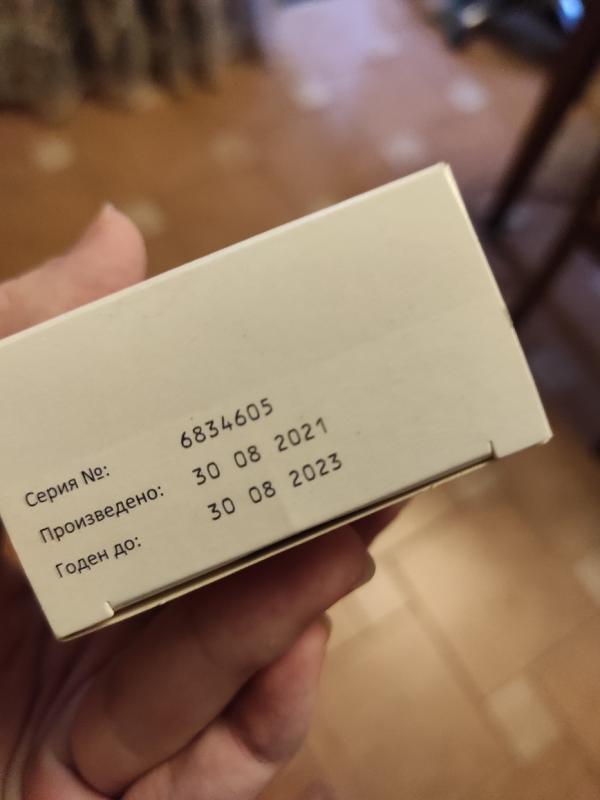 Серия №: 6834605
Произведено: 30 08 2021
Годен до: 30 08 2023